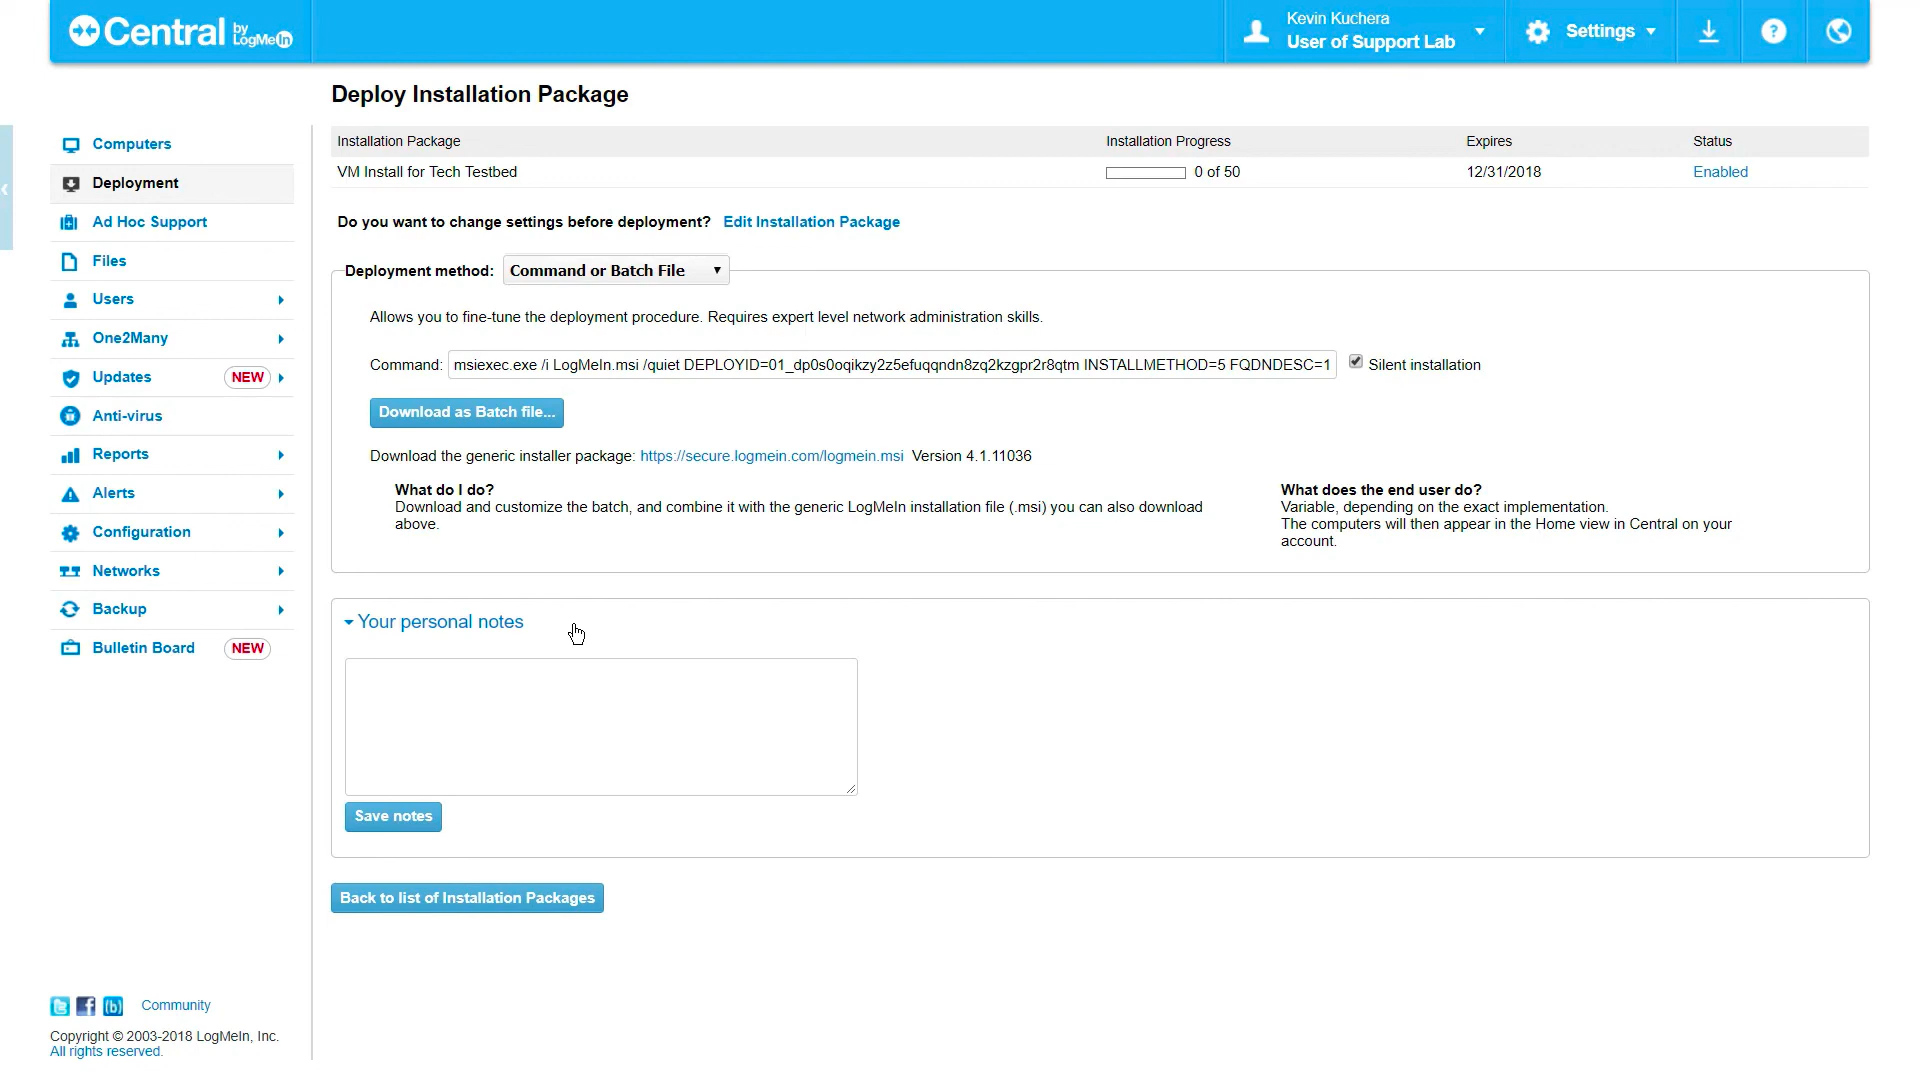 Central by LogMeIn
Kevin Kuchera
User of Support Lab
Settings
?
Deploy Installation Package
Computers
Deployment
Ad Hoc Support
Files
Users
One2Many
Updates NEW
Anti-virus
Reports
Alerts
Configuration
Networks
Backup
Bulletin Board NEW
Installation Package Installation Progress Expires Status
VM Install for Tech Testbed 0 of 50 12/31/2018 Enabled
Do you want to change settings before deployment? Edit Installation Package
Deployment method: Command or Batch File
Allows you to fine-tune the deployment procedure. Requires expert level network administration skills.
Command: msiexec.exe /i LogMeIn.msi /quiet DEPLOYID=01_dp0s0oqikzy2z5efuqqndn8zq2kzgpr2r8qtm INSTALLMETHOD=5 FQDNDESC=1 Silent installation
Download as Batch file...
Download the generic installer package: https://secure.logmein.com/logmein.msi Version 4.1.11036
What do I do?
Download and customize the batch, and combine it with the generic LogMeIn installation file (.msi) you can also download
above.
What does the end user do?
Variable, depending on the exact implementation.
The computers will then appear in the Home view in Central on your
account.
Your personal notes
Save notes
Back to list of Installation Packages
Community
Copyright © 2003-2018 LogMeIn, Inc.
All rights reserved.